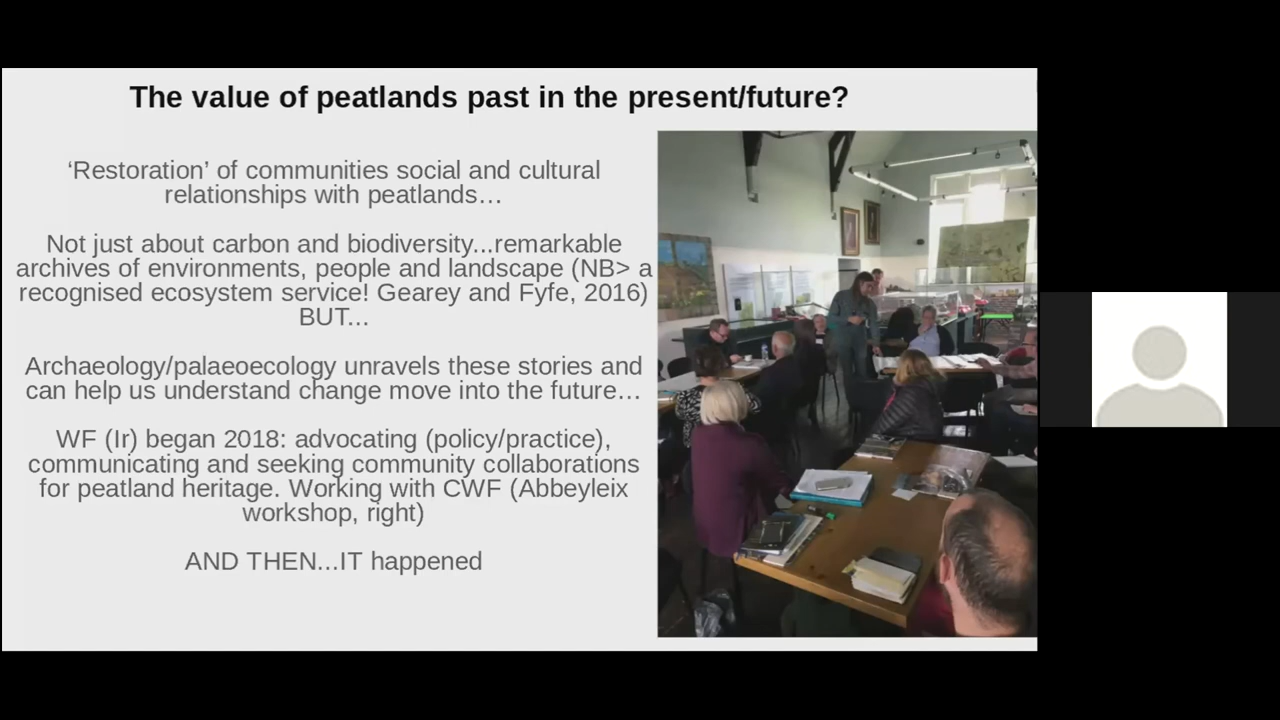 The value of peatlands past in the present/future?
‘Restoration’ of communities social and cultural
relationships with peatlands…
Not just about carbon and biodiversity...remarkable
archives of environments, people and landscape (NB> a
recognised ecosystem service! Gearey and Fyfe, 2016)
BUT...
Archaeology/palaeoecology unravels these stories and
can help us understand change move into the future…
WF (Ir) began 2018: advocating (policy/practice),
communicating and seeking community collaborations
for peatland heritage. Working with CWF (Abbeyleix
workshop, right)
AND THEN...IT happened